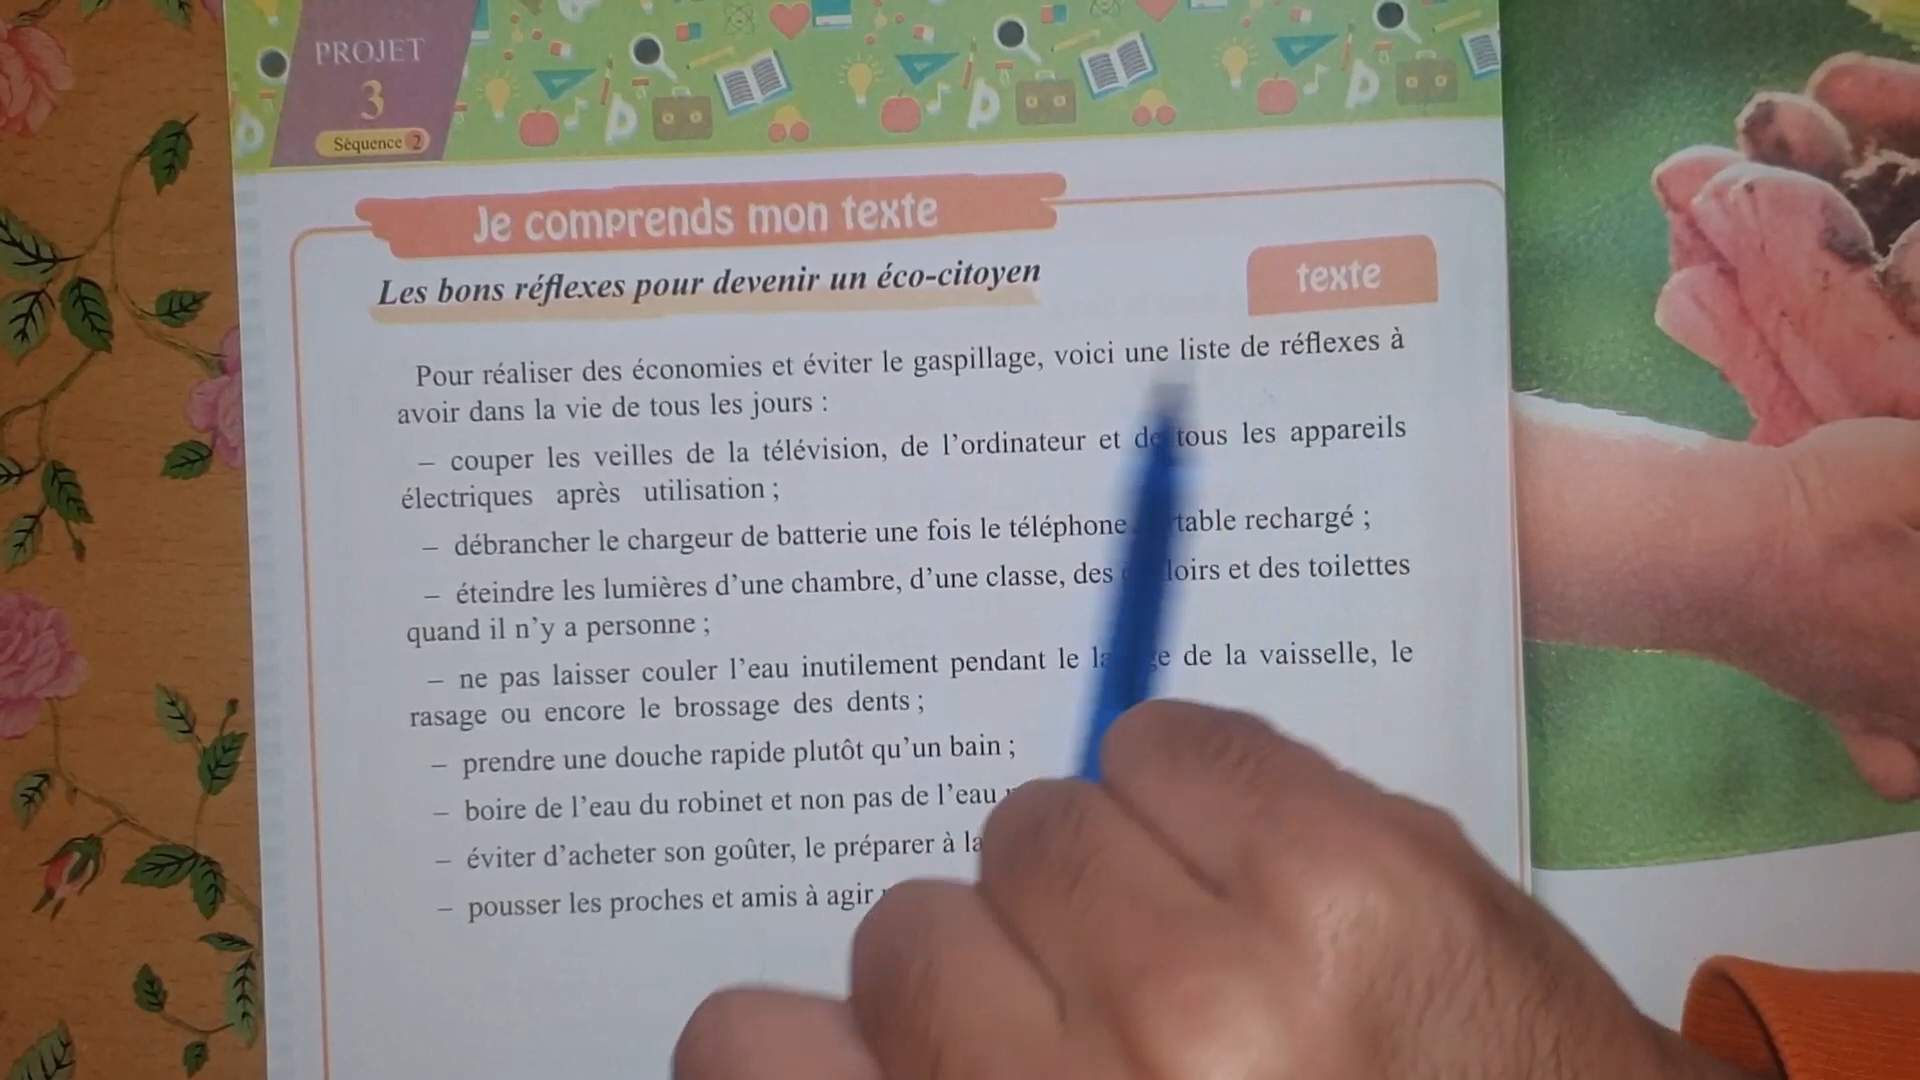 PROJET
3
Séquence 2
Je comprends mon texte
Les bons réflexes pour devenir un éco-citoyen
texte
Pour réaliser des économies et éviter le gaspillage, voici une liste de réflexes à
avoir dans la vie de tous les jours :
– couper les veilles de la télévision, de l’ordinateur et de tous les appareils
électriques après utilisation ;
– débrancher le chargeur de batterie une fois le téléphone rechargé ;
– éteindre les lumières d’une chambre, d’une classe, des et des toilettes
quand il n’y a personne ;
– ne pas laisser couler l’eau inutilement pendant le de la vaisselle, le
rasage ou encore le brossage des dents ;
– prendre une douche rapide plutôt qu’un bain ;
– boire de l’eau du robinet et non pas de l’eau
– éviter d’acheter son goûter, le préparer à la
– pousser les proches et amis à agir